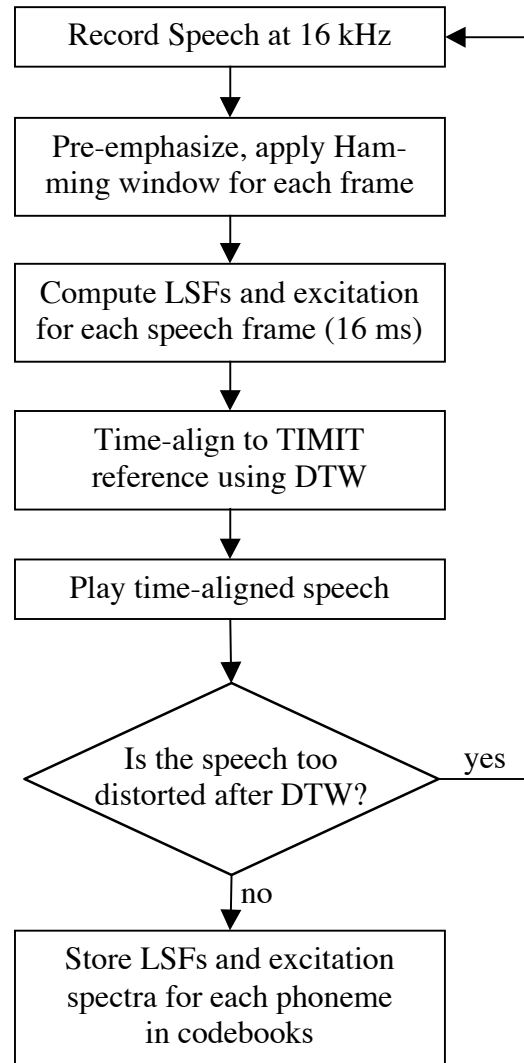 Record Speech at 16 kHz
Pre-emphasize, apply Ham-
ming window for each frame
Compute LSFs and excitation
for each speech frame (16 ms)
Time-align to TIMIT
reference using DTW
Play time-aligned speech
Is the speech too
distorted after DTW?
yes
no
Store LSFs and excitation
spectra for each phoneme
in codebooks